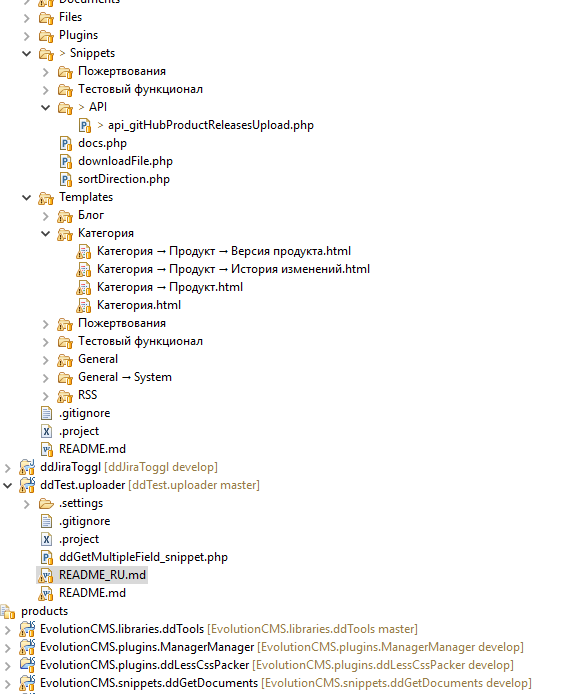 Documents
Files
Plugins
> Snippets
Пожертвования
Тестовый функционал
> API
> api_gitHubProductReleasesUpload.php
docs.php
downloadFile.php
sortDirection.php
Templates
Блог
Категория
Категория → Продукт → Версия продукта.html
Категория → Продукт → История изменений.html
Категория → Продукт.html
Категория.html
Пожертвования
Тестовый функционал
General
General → System
RSS
.gitignore
.project
README.md
ddJiraToggl [ddJiraToggl develop]
ddTest.uploader [ddTest.uploader master]
.settings
.gitignore
.project
ddGetMultipleField_snippet.php
README_RU.md
README.md
products
EvolutionCMS.libraries.ddTools [EvolutionCMS.libraries.ddTools master]
EvolutionCMS.plugins.ManagerManager [EvolutionCMS.plugins.ManagerManager develop]
EvolutionCMS.plugins.ddLessCssPacker [EvolutionCMS.plugins.ddLessCssPacker develop]
EvolutionCMS.snippets.ddGetDocuments [EvolutionCMS.snippets.ddGetDocuments develop]